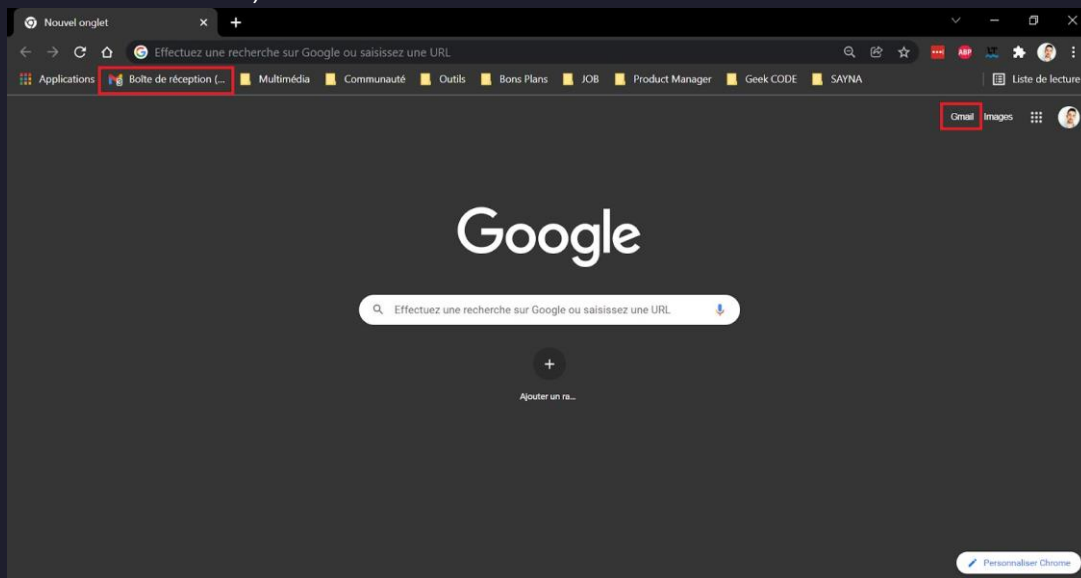 Nouvel onglet
Effectuez une recherche sur Google ou saisissez une URL
ABP
LT
Applications Boîte de réception (... Multimédia Communauté Outils Bons Plans JOB Product Manager Geek CODE SAYNA Liste de lecture
Gmail Images
Google
Effectuez une recherche sur Google ou saisissez une URL
Ajouter un ra...
Personnaliser Chrome